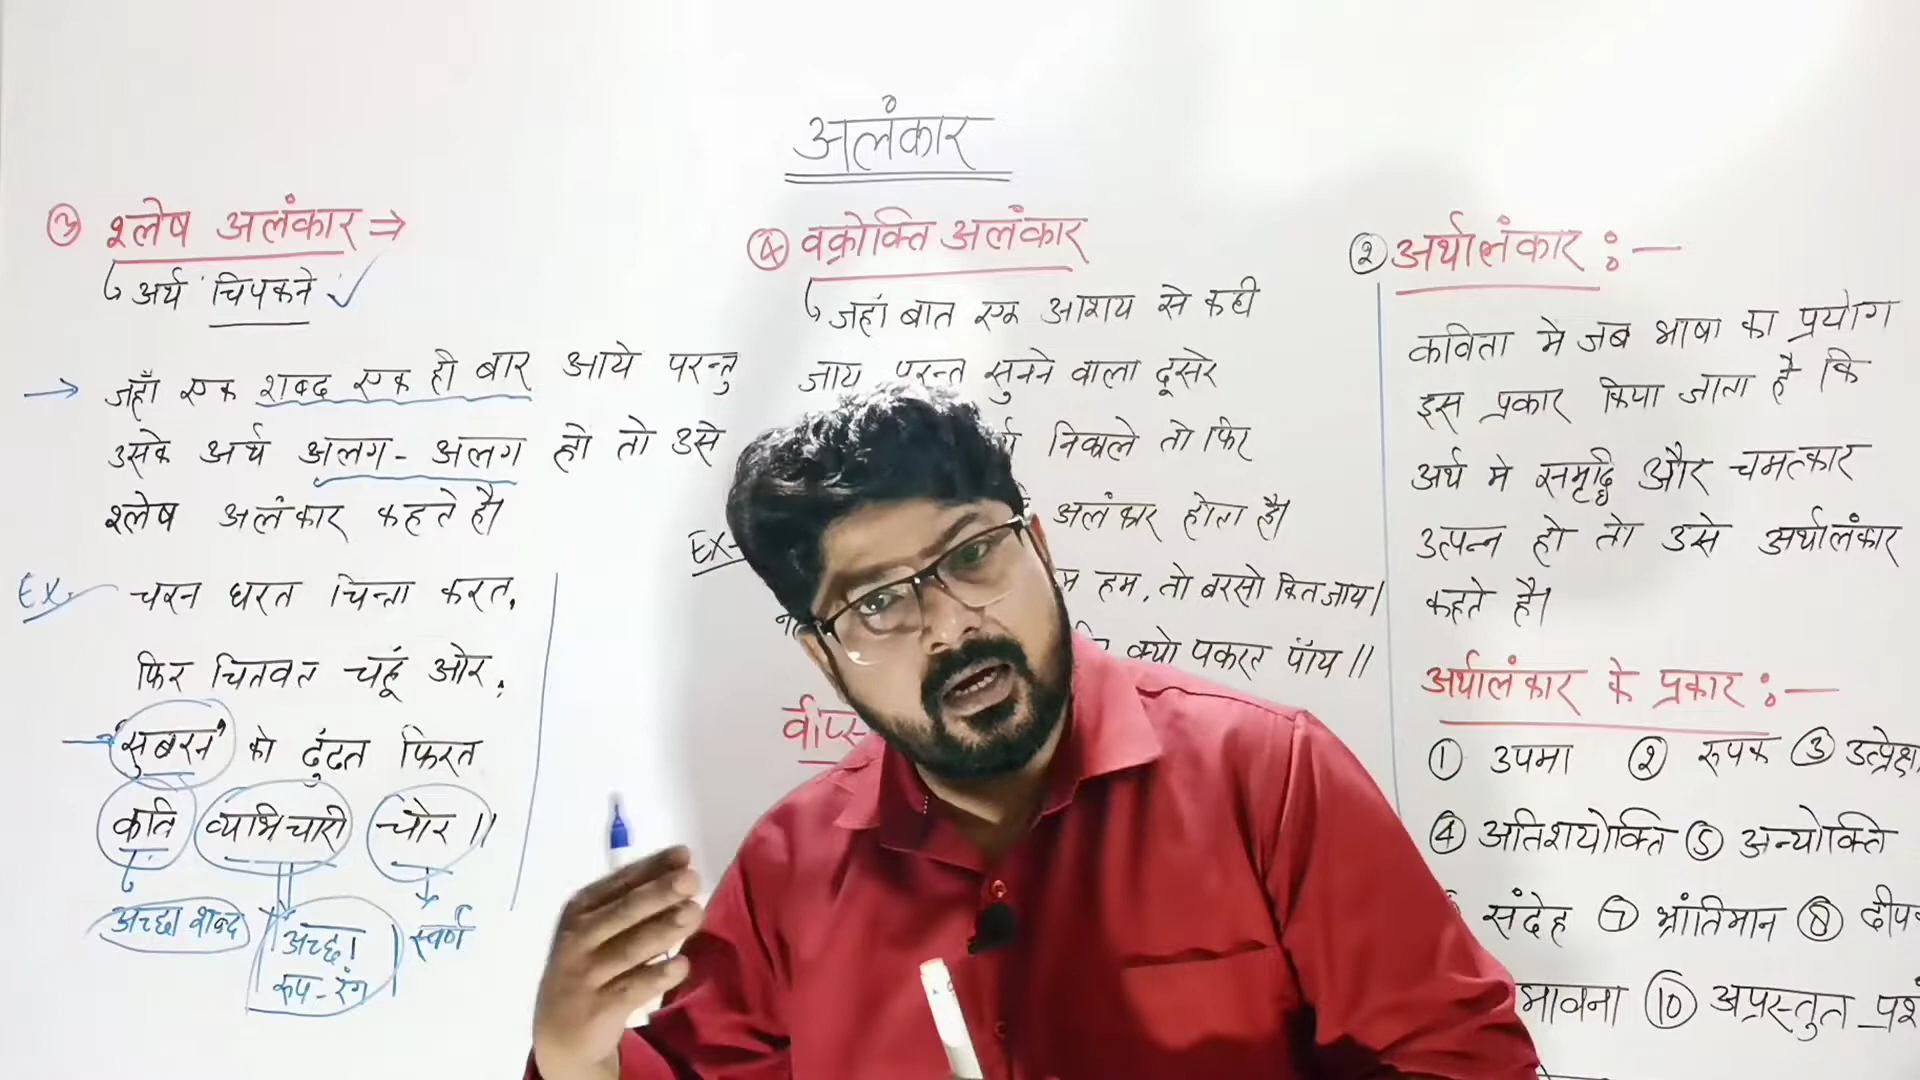 अलंकार
③ श्लेष अलंकार ⇒
अर्थ चिपकने ✓
→ जहाँ एक शब्द एक ही बार आये परन्तु
उसके अर्थ अलग - अलग हो तो उसे
श्लेष अलंकार कहते है।
Ex. चरन धरत चिन्ता करत,
फिर चितवत चहूं ओर,
→ 'सुबरन' को ढुंढत फिरत
कति व्याभिचारी चोर ॥
अच्छा शब्द
अच्छा
रुप - रंग
स्वर्ण
④ वक्रोक्ति अलंकार
जहाँ बात एक आशय से कही
जाय परन्त सुनने वाला दूसरे
निकाले तो फिर
अलंकार होता है।
Ex-
हम, तो बरसो कित जाय।
क्यो पकरत पॉय ॥
② अर्थालंकार :—
कविता मे जब भाषा का प्रयोग
इस प्रकार किया जाता है कि
अर्थ मे समृद्धि और चमत्कार
उत्पन्न हो तो उसे अर्थालंकार
कहते है।
अर्थालंकार के प्रकार :—
① उपमा ② रुपक ③ उत्प्रेक्षा
④ अतिशयोक्ति ⑤ अन्योक्ति
संदेह ⑦ भ्रांतिमान ⑧
⑩ अप्रस्तुत